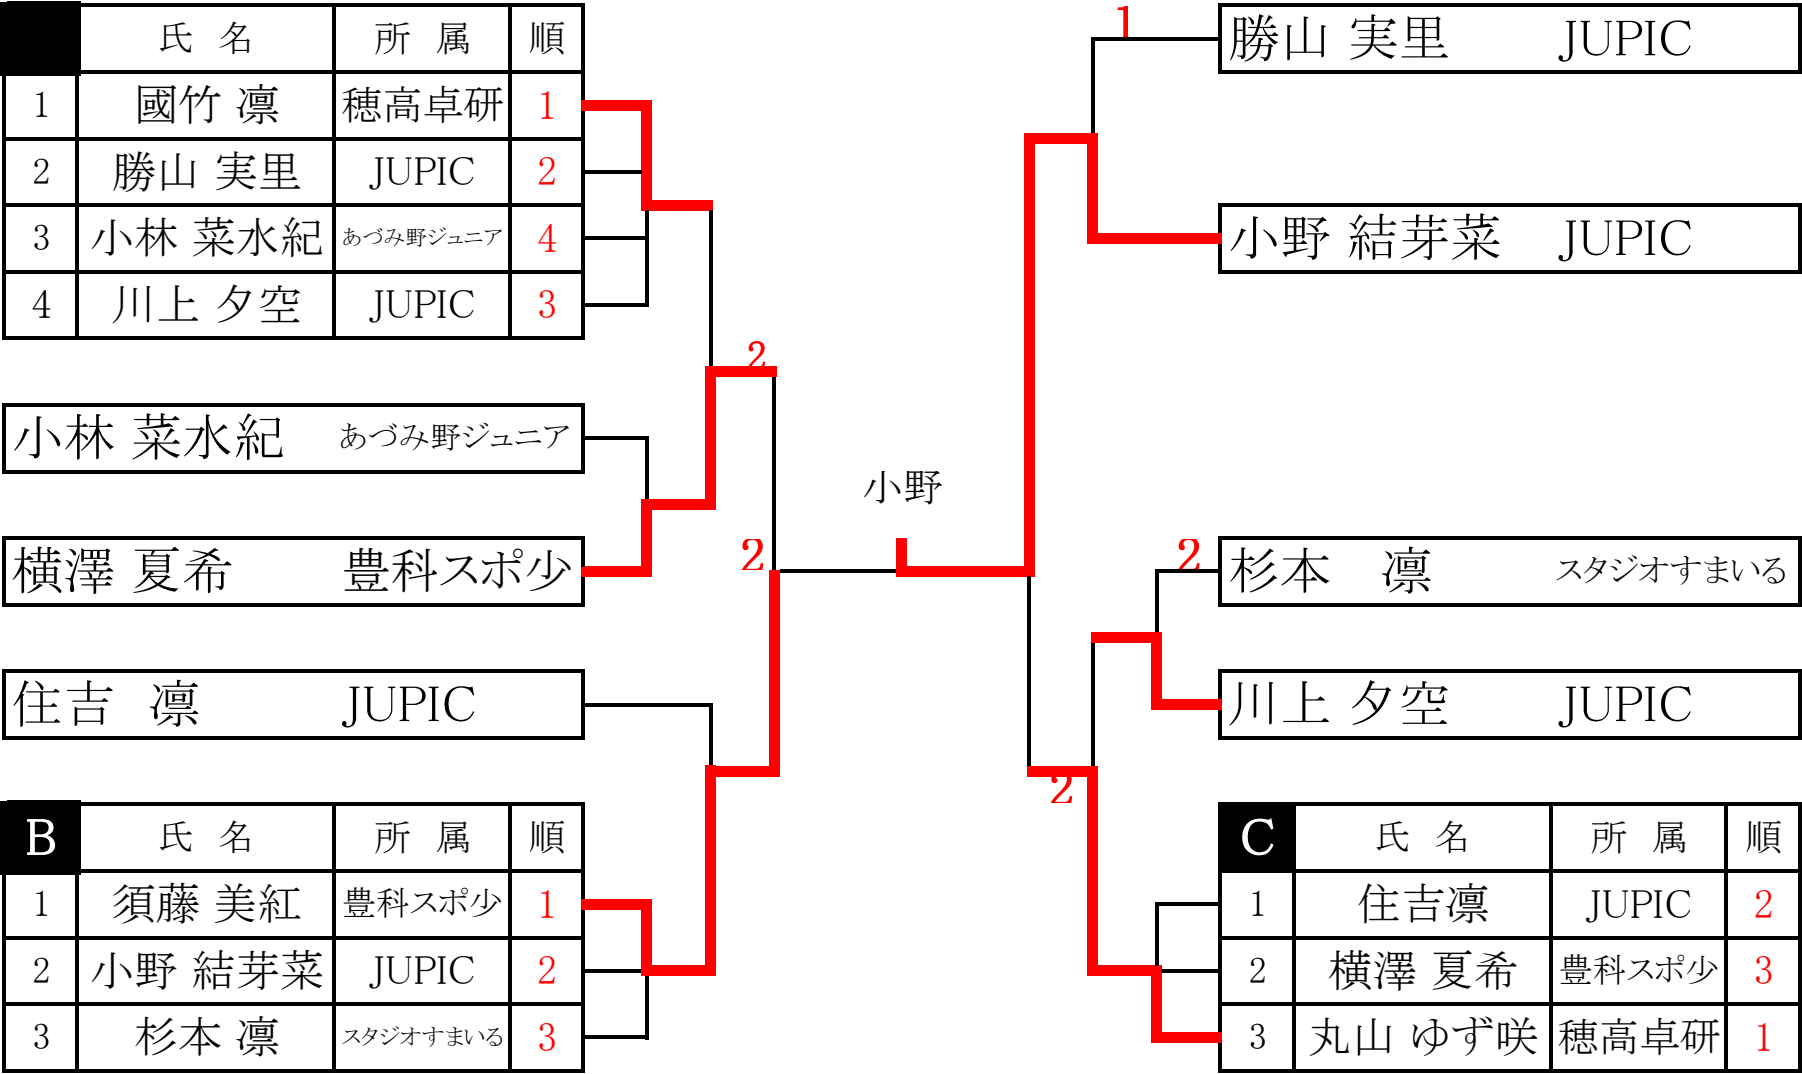 氏 名 所 属 順
1 國竹 凛 穂高卓研 1
2 勝山 実里 JUPIC 2
3 小林 菜水紀 あづみ野ジュニア 4
4 川上 夕空 JUPIC 3
小林 菜水紀 あづみ野ジュニア
横澤 夏希 豊科スポ少
住吉 凛 JUPIC
B 氏 名 所 属 順
1 須藤 美紅 豊科スポ少 1
2 小野 結芽菜 JUPIC 2
3 杉本 凛 スタジオすまいる 3
2
2
小野
1
勝山 実里 JUPIC
小野 結芽菜 JUPIC
2
杉本 凛 スタジオすまいる
川上 夕空 JUPIC
2
C 氏 名 所 属 順
1 住吉凛 JUPIC 2
2 横澤 夏希 豊科スポ少 3
3 丸山 ゆず咲 穂高卓研 1